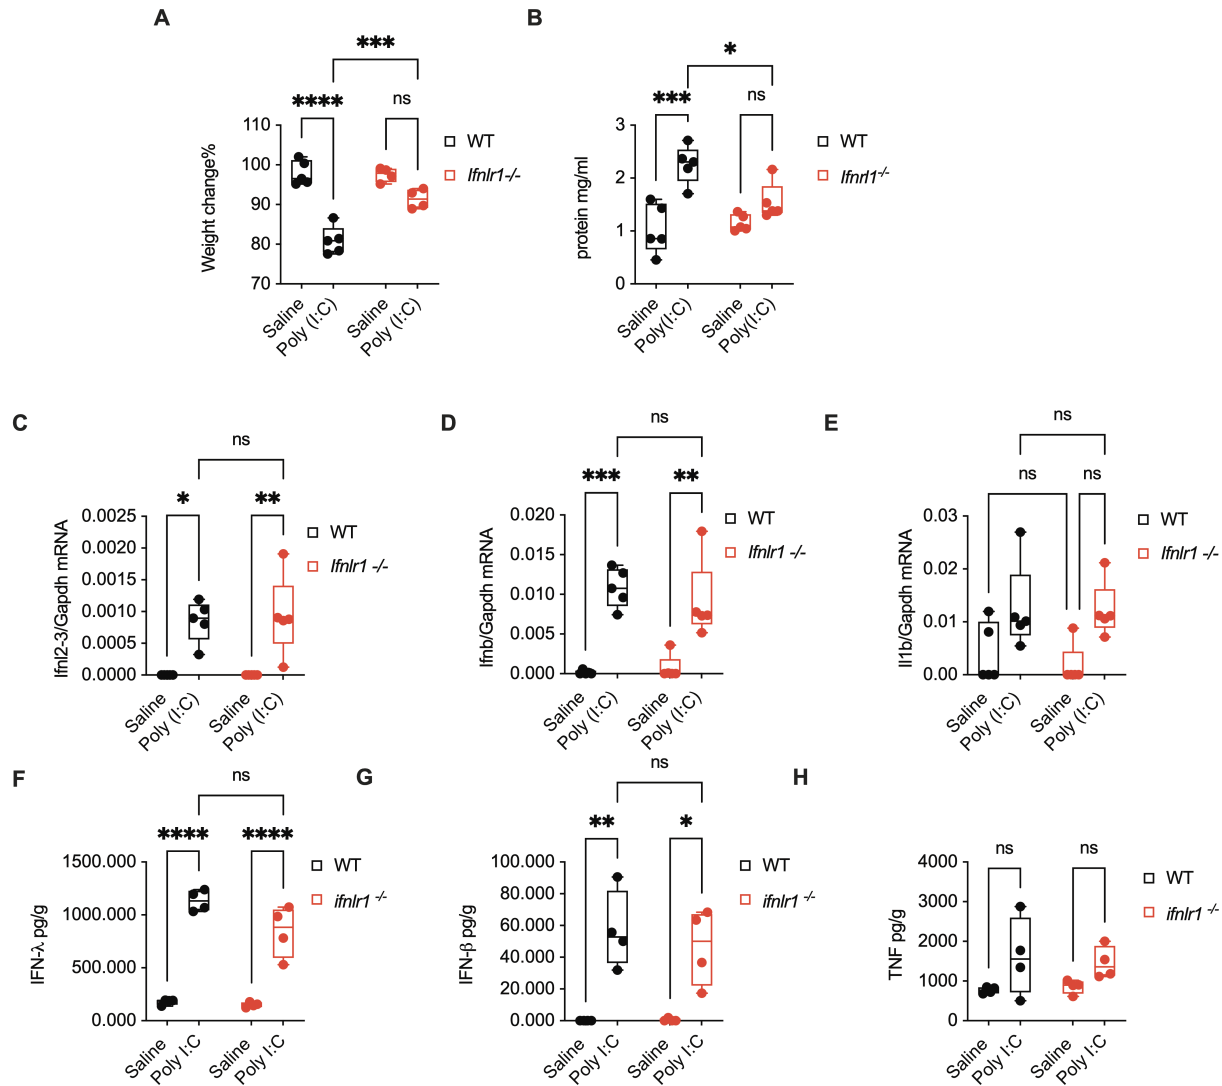 A
B
***
****
ns
*
***
ns
Weight change%
110
100
90
80
70
Saline
Poly (I:C)
Saline
Poly (I:C)
WT
Ifnlr1-/-
protein mg/ml
3
2
1
0
Saline
Poly(I:C)
Saline
Poly(I:C)
WT
Ifnrl1-/-
C
D
E
ns
*
**
Ifnl2-3/Gapdh mRNA
0.0025
0.0020
0.0015
0.0010
0.0005
0.0000
Saline
Poly (I:C)
Saline
Poly (I:C)
WT
Ifnlr1 -/-
ns
***
**
Ifnb/Gapdh mRNA
0.020
0.015
0.010
0.005
0.000
Saline
Poly (I:C)
Saline
Poly (I:C)
WT
Ifnlr1 -/-
ns
ns
ns
Il1b/Gapdh mRNA
0.03
0.02
0.01
0.00
Saline
Poly (I:C)
Saline
Poly (I:C)
WT
Ifnlr1 -/-
F
G
H
ns
****
****
IFN-λ pg/g
1500.000
1000.000
500.000
0.000
Saline
Poly I:C
Saline
Poly I:C
WT
ifnlr1 -/-
ns
**
*
IFN-β pg/g
100.000
80.000
60.000
40.000
20.000
0.000
Saline
Poly I:C
Saline
Poly I:C
WT
ifnlr1 -/-
ns
ns
TNF pg/g
4000
3000
2000
1000
0
Saline
Poly I:C
Saline
Poly I:C
WT
ifnlr1 -/-